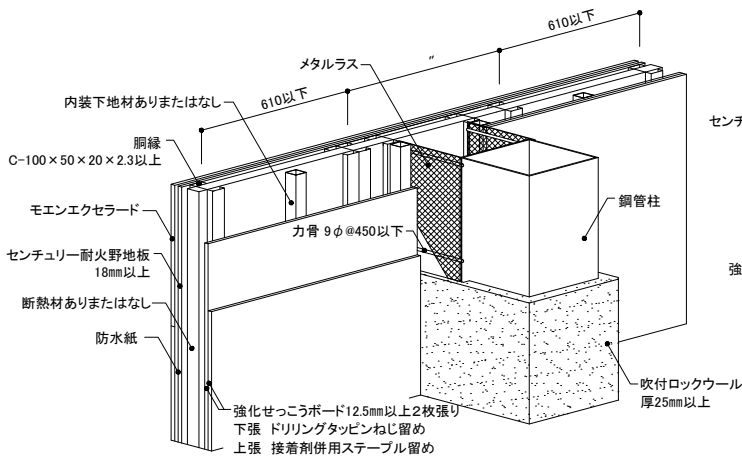 610以下
〃
610以下
メタルラス
内装下地材ありまたはなし
胴縁
C-100×50×20×2.3以上
モエンエクセラード
センチュリー耐火野地板
18mm以上
断熱材ありまたはなし
防水紙
力骨 9φ@450以下
鋼管柱
吹付ロックウール
厚25mm以上
強化せっこうボード12.5mm以上2枚張り
下張 ドリリングタッピンねじ留め
上張 接着剤併用ステープル留め
センチ
強